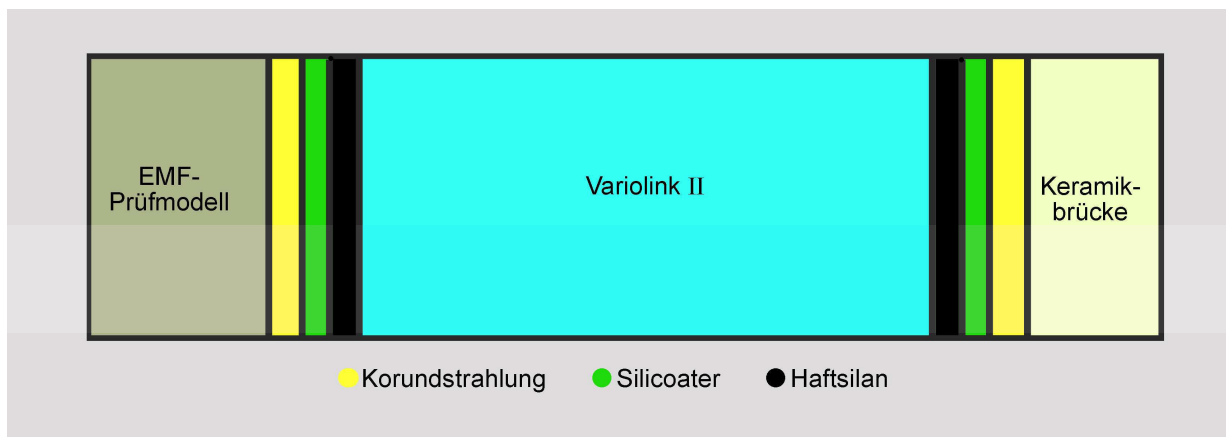 EMF-
Prüfmodell
Variolink II
Keramik-
brücke
Korundstrahlung
Silicoater
Haftsilan